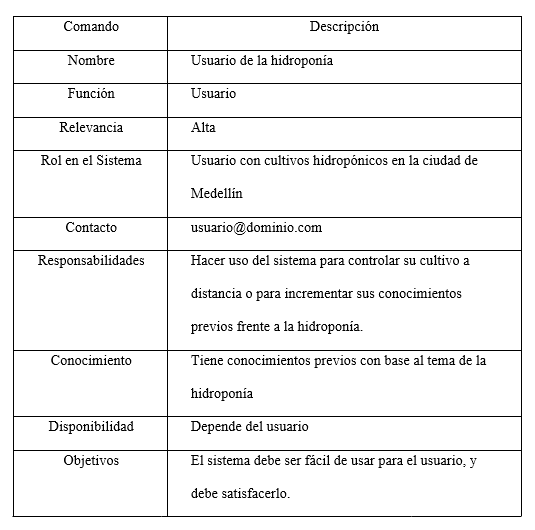 Comando Descripción
Nombre Usuario de la hidroponía
Función Usuario
Relevancia Alta
Rol en el Sistema Usuario con cultivos hidropónicos en la ciudad de
Medellín
Contacto usuario@dominio.com
Responsabilidades Hacer uso del sistema para controlar su cultivo a
distancia o para incrementar sus conocimientos
previos frente a la hidroponía.
Conocimiento Tiene conocimientos previos con base al tema de la
hidroponía
Disponibilidad Depende del usuario
Objetivos El sistema debe ser fácil de usar para el usuario, y
debe satisfacerlo.